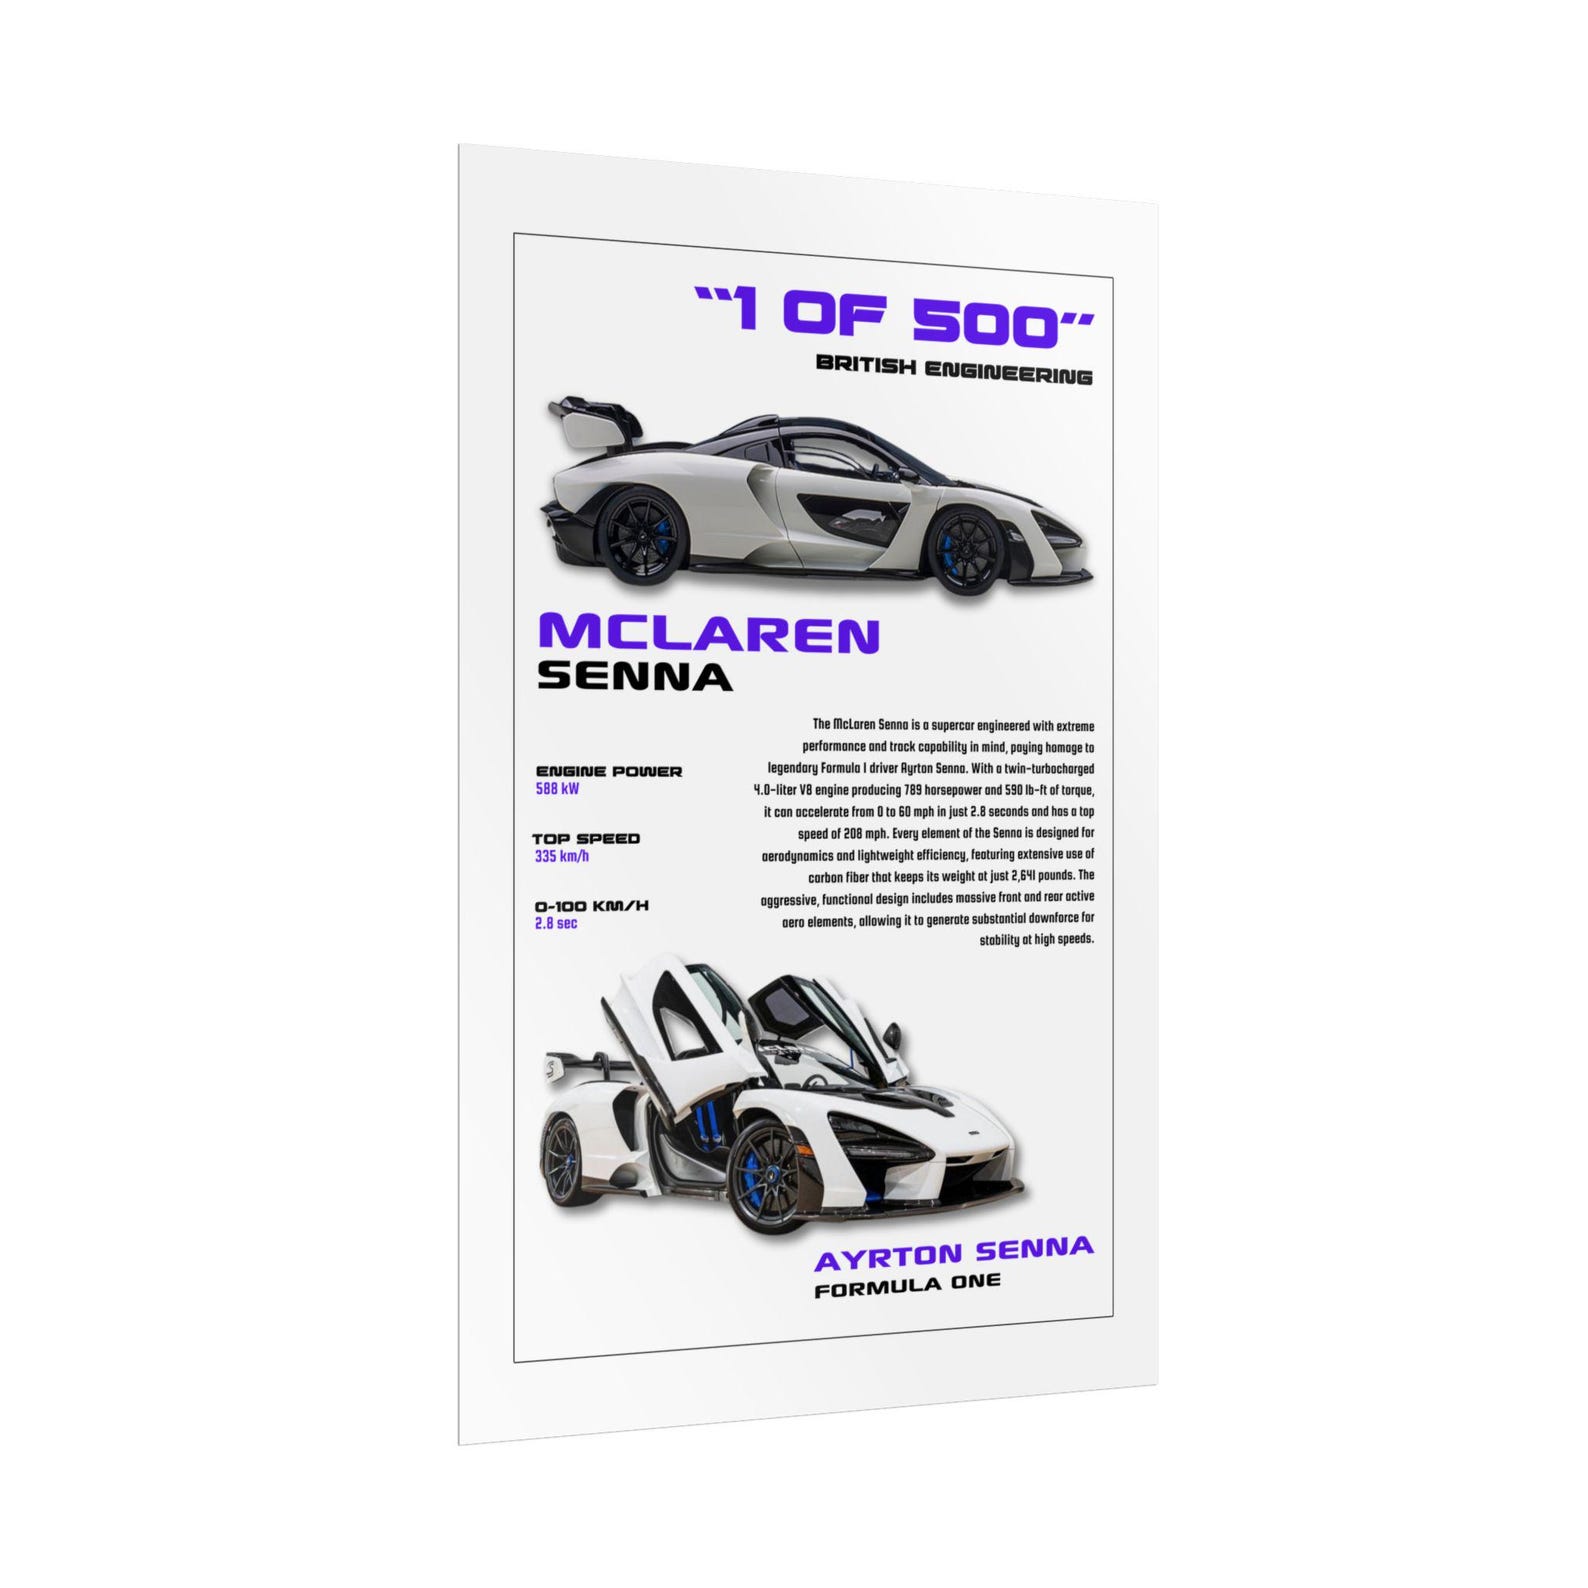 “1 OF 500”
BRITISH ENGINEERING
MCLAREN
SENNA
ENGINE POWER
588 kW
TOP SPEED
335 km/h
0-100 KM/H
2.8 sec
The McLaren Senna is a supercar engineered with extreme
performance and track capability in mind, paying homage to
legendary Formula 1 driver Ayrton Senna. With a twin-turbocharged
4.0-liter V8 engine producing 789 horsepower and 590 lb-ft of torque,
it can accelerate from 0 to 60 mph in just 2.8 seconds and has a top
speed of 208 mph. Every element of the Senna is designed for
aerodynamics and lightweight efficiency, featuring extensive use of
carbon fiber that keeps its weight at just 2,641 pounds. The
aggressive, functional design includes massive front and rear active
aero elements, allowing it to generate substantial downforce for
stability at high speeds.
AYRTON SENNA
FORMULA ONE